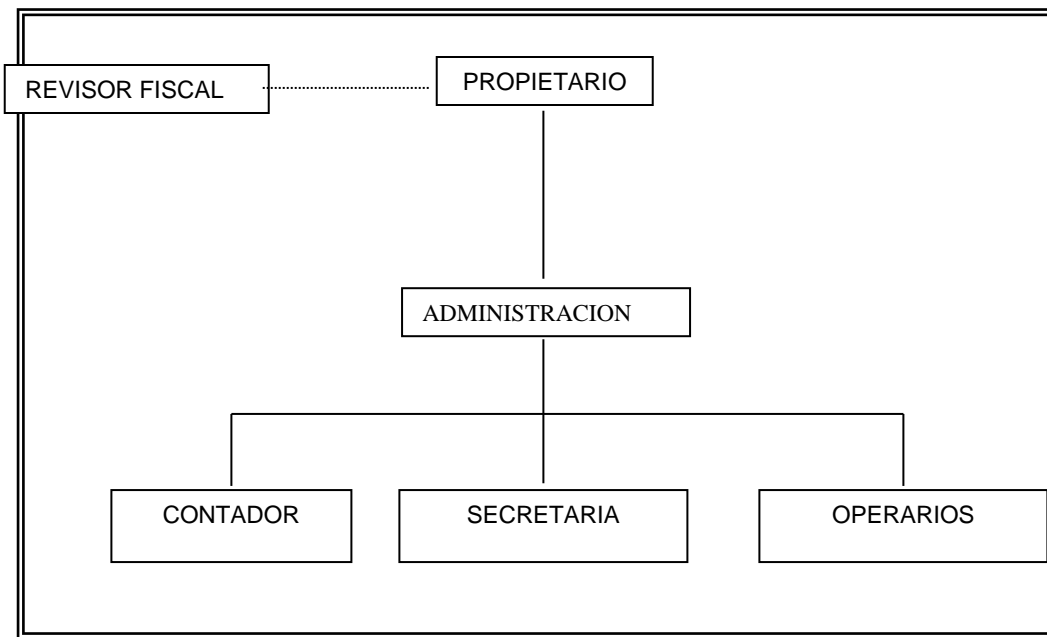 REVISOR FISCAL
PROPIETARIO
ADMINISTRACION
CONTADOR
SECRETARIA
OPERARIOS